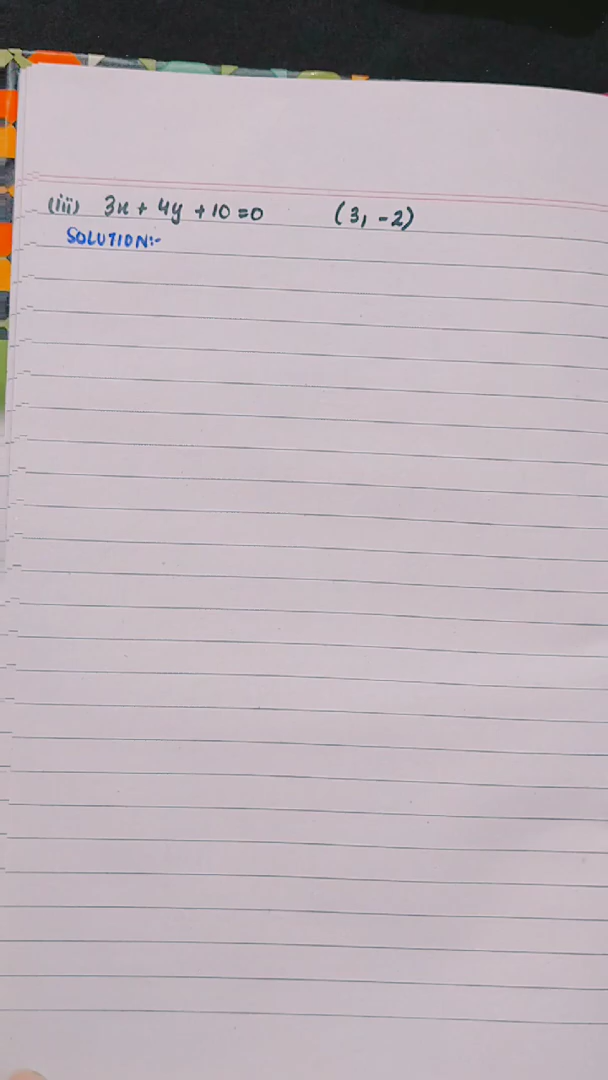 (iii) 3x + 4y + 10 = 0 (3, -2)
SOLUTION:-